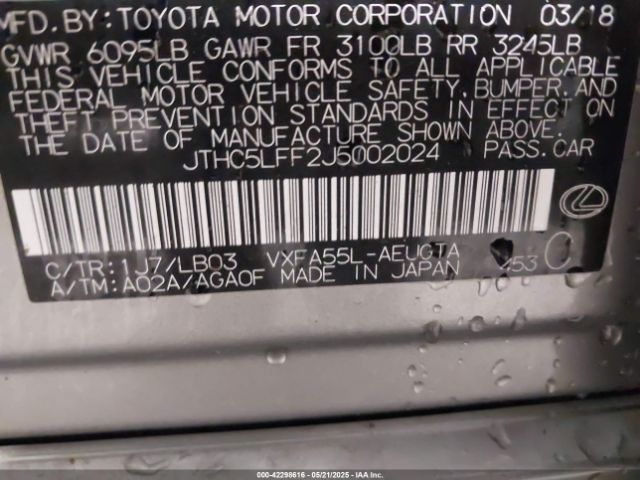 MFD.BY:TOYOTA MOTOR CORPORATION 03/18
GVWR 6095LB GAWR FR 3100LB RR 3245LB
THIS VEHICLE CONFORMS TO ALL APPLICABLE
FEDERAL MOTOR VEHICLE SAFETY,BUMPER,AND
THEFT PREVENTION STANDARDS IN EFFECT ON
THE DATE OF MANUFACTURE SHOWN ABOVE.
JTHC5LFF2J5002024 PASS.CAR
C/TR:1J7/LB03 VXFA55L-AEUGTA
A/TM:A02A/AGA0F MADE IN JAPAN
000-42298616 - 05/21/2025 - IAA Inc.